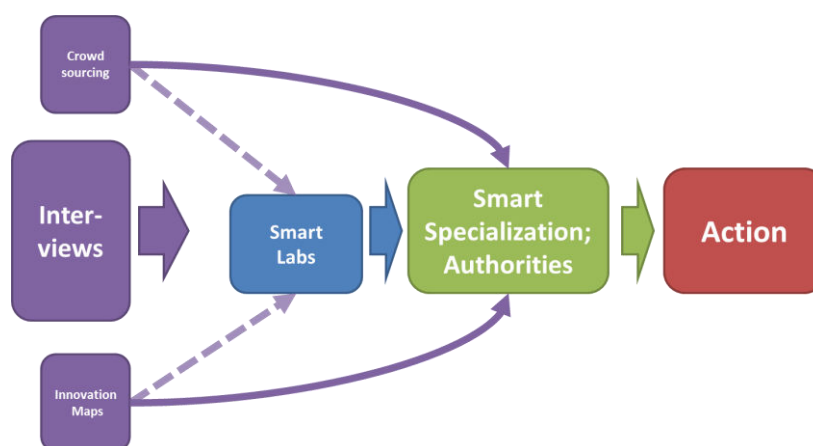 Crowd
sourcing
Inter-
views
Smart
Labs
Smart
Specialization;
Authorities
Action
Innovation
Maps